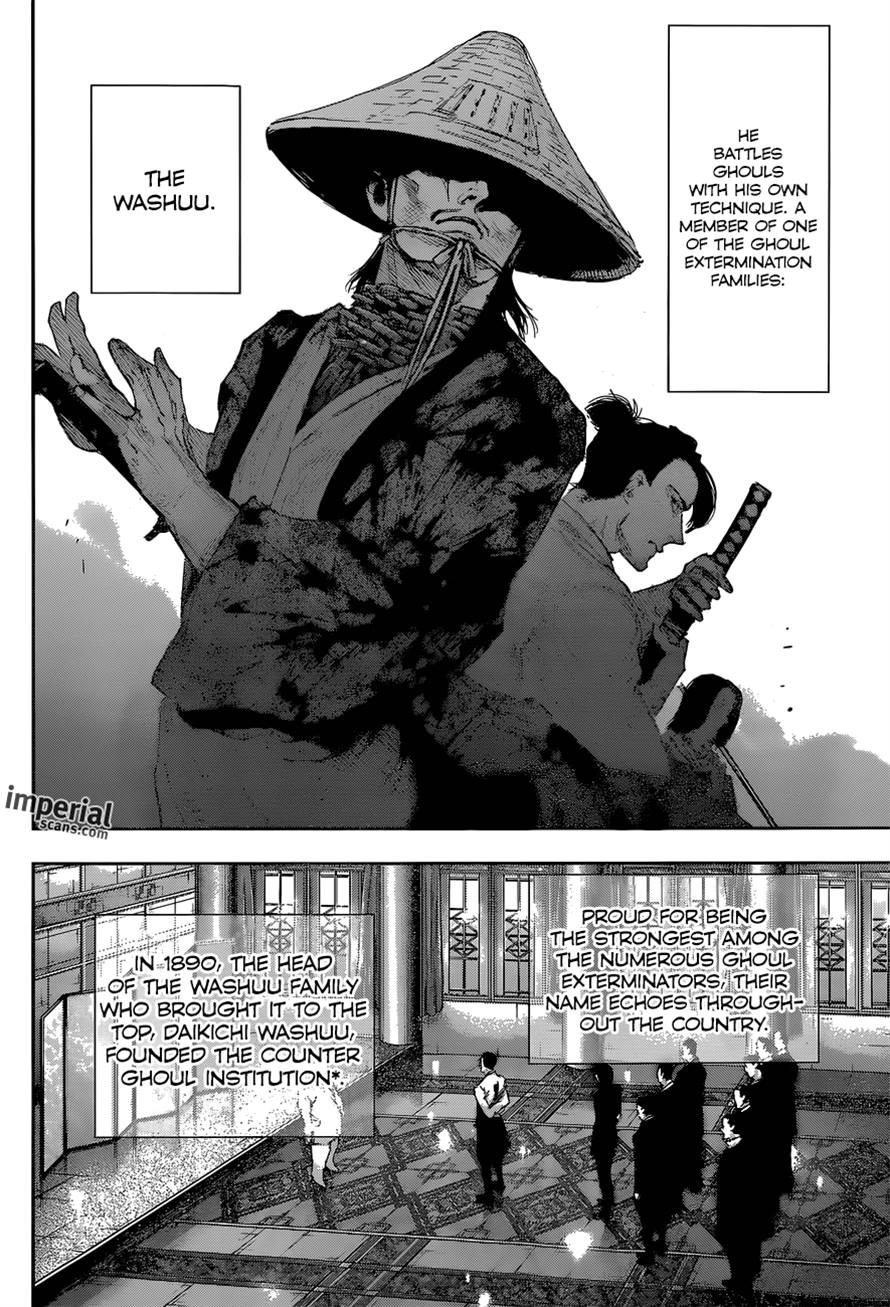 HE
BATTLES
GHOULS
WITH HIS OWN
TECHNIQUE. A
MEMBER OF ONE
OF THE GHOUL
EXTERMINATION
FAMILIES:
THE
WASHUU.
imperial
scans.com
PROUD FOR BEING
THE STRONGEST AMONG
THE NUMEROUS GHOUL
EXTERMINATORS, THEIR
NAME ECHOES THROUGH-
OUT THE COUNTRY.
IN 1890, THE HEAD
OF THE WASHUU FAMILY
WHO BROUGHT IT TO THE
TOP, DAIKICHI WASHUU,
FOUNDED THE COUNTER
GHOUL INSTITUTION*.